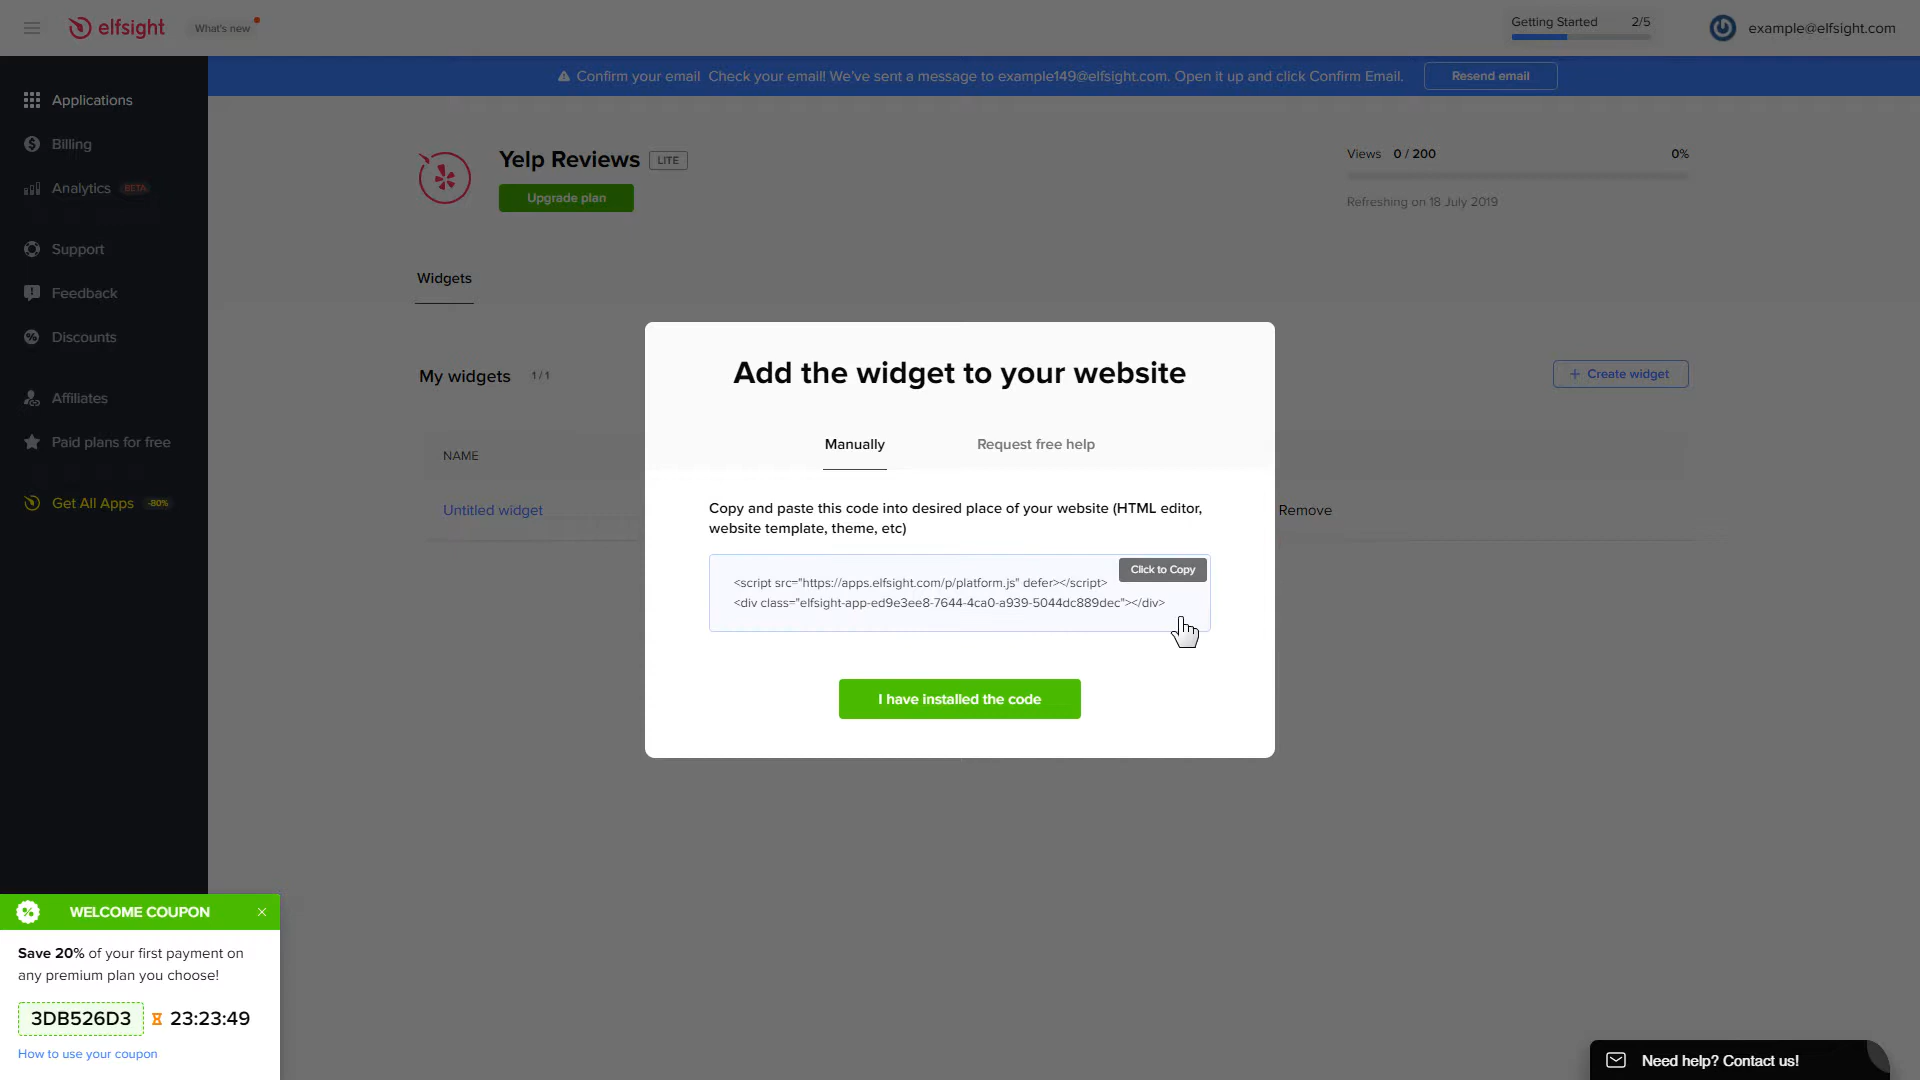 elfsight
What's new
Getting Started 2/5
example@elfsight.com
Confirm your email Check your email! We've sent a message to example149@elfsight.com. Open it up and click Confirm Email.
Resend email
Applications
Billing
Analytics BETA
Support
Feedback
Discounts
Affiliates
Paid plans for free
Get All Apps -80%
Yelp Reviews LITE
Upgrade plan
Views 0 / 200 0%
Refreshing on 18 July 2019
Widgets
My widgets 1 / 1
+ Create widget
NAME
Untitled widget
Remove
Add the widget to your website
Manually Request free help
Copy and paste this code into desired place of your website (HTML editor,
website template, theme, etc)
Click to Copy
<script src="https://apps.elfsight.com/p/platform.js" defer></script>
<div class="elfsight-app-ed9e3ee8-7644-4ca0-a939-5044dc889dec"></div>
I have installed the code
WELCOME COUPON
Save 20% of your first payment on
any premium plan you choose!
3DB526D3 23:23:49
How to use your coupon
Need help? Contact us!